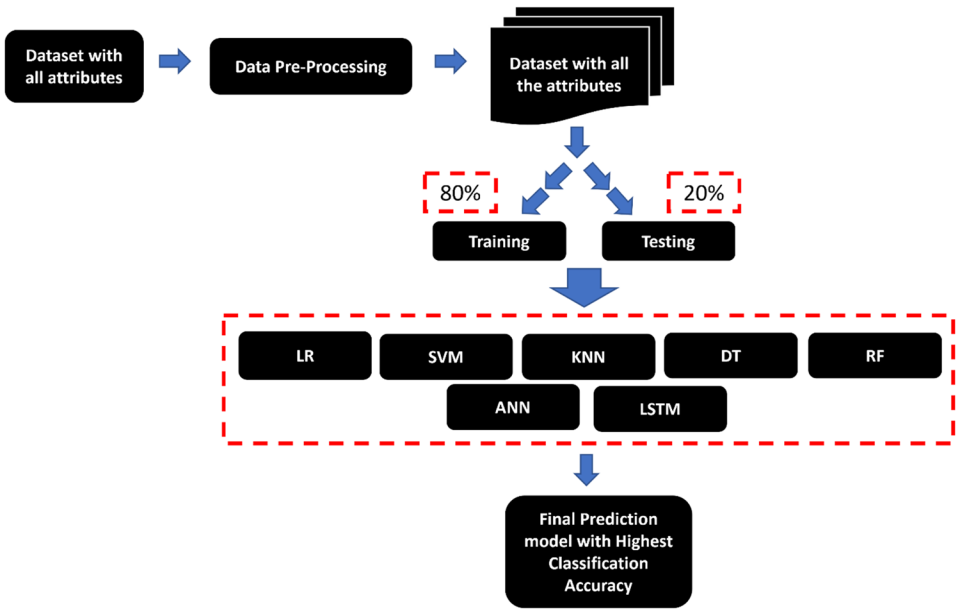 Dataset with
all attributes
Data Pre-Processing
Dataset with all
the attributes
80%
20%
Training
Testing
LR
SVM
KNN
DT
RF
ANN
LSTM
Final Prediction
model with Highest
Classification
Accuracy